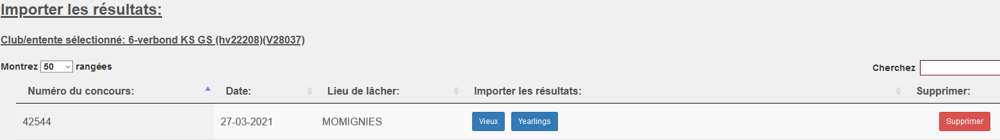 Importer les résultats:
Club/entente sélectionné: 6-verbond KS GS (hv22208)(V28037)
Montrez 50 rangées Cherchez
Numéro du concours: Date: Lieu de lâcher: Importer les résultats: Supprimer:
42544 27-03-2021 MOMIGNIES Vieux Yearlings Supprimer